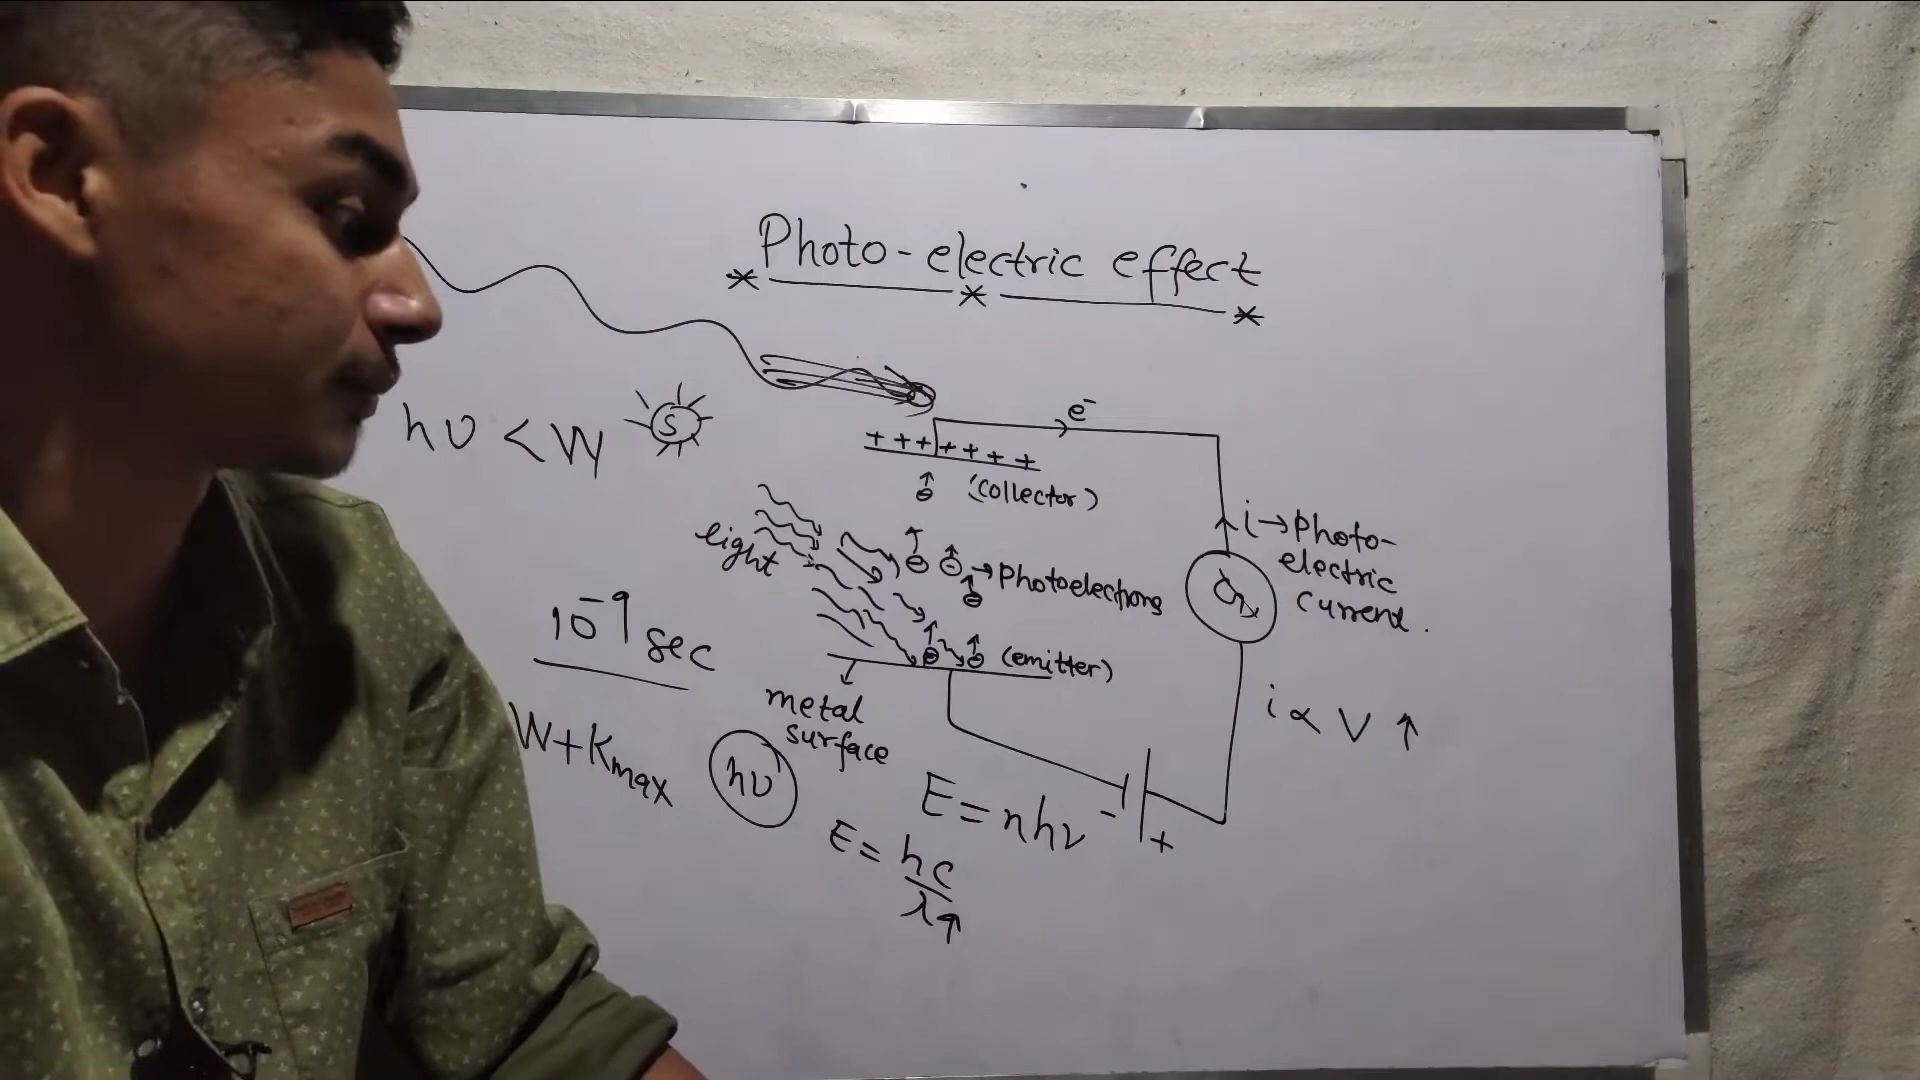 Photo-electric effect
hυ < W
S
e⁻
+ + + + + + +
(collector)
light
→ Photoelectrons
i → Photo-
electric
current.
10⁻⁹ sec
(emitter)
metal
surface
i ∝ V ↑
W + Kmax
hυ
E = nhν
- +
E = hc
λ↑